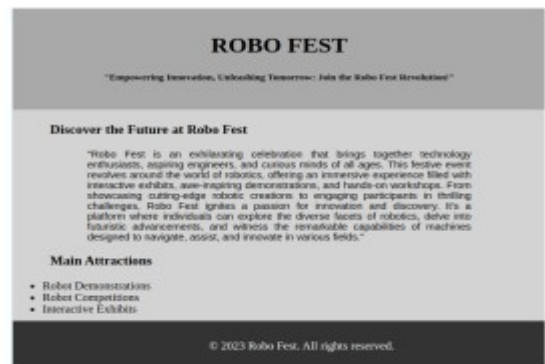 ROBO FEST
"Empowering Innovation, Unleashing Tomorrow: Join the Robo Fest Revolution!"
Discover the Future at Robo Fest
"Robo Fest is an exhilarating celebration that brings together technology
enthusiasts, aspiring engineers, and curious minds of all ages. This festive event
revolves around the world of robotics, offering an immersive experience filled with
interactive exhibits, awe-inspiring demonstrations, and hands-on workshops. From
showcasing cutting-edge robotic creations to engaging participants in thrilling
challenges, Robo Fest ignites a passion for innovation and discovery. It's a
platform where individuals can explore the diverse facets of robotics, delve into
futuristic advancements, and witness the remarkable capabilities of machines
designed to navigate, assist, and innovate in various fields."
Main Attractions
• Robot Demonstrations
• Robot Competitions
• Interactive Exhibits
© 2023 Robo Fest. All rights reserved.